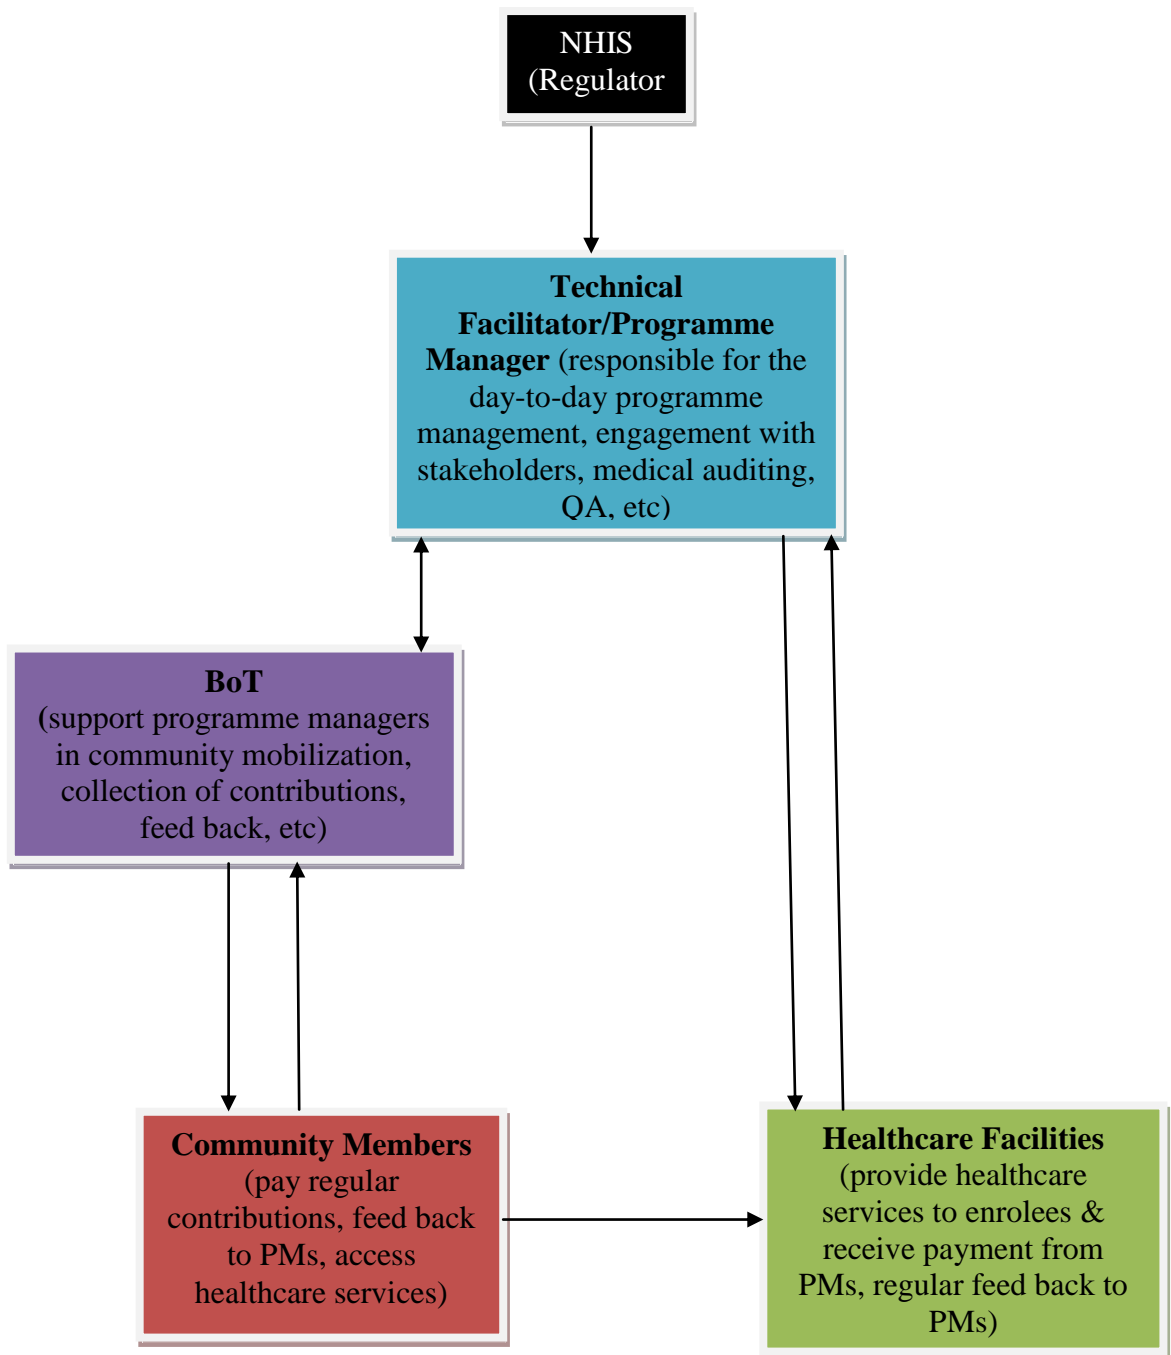 NHIS
(Regulator
Technical
Facilitator/Programme
Manager (responsible for the
day-to-day programme
management, engagement with
stakeholders, medical auditing,
QA, etc)
BoT
(support programme managers
in community mobilization,
collection of contributions,
feed back, etc)
Community Members
(pay regular
contributions, feed back
to PMs, access
healthcare services)
Healthcare Facilities
(provide healthcare
services to enrolees &
receive payment from
PMs, regular feed back to
PMs)